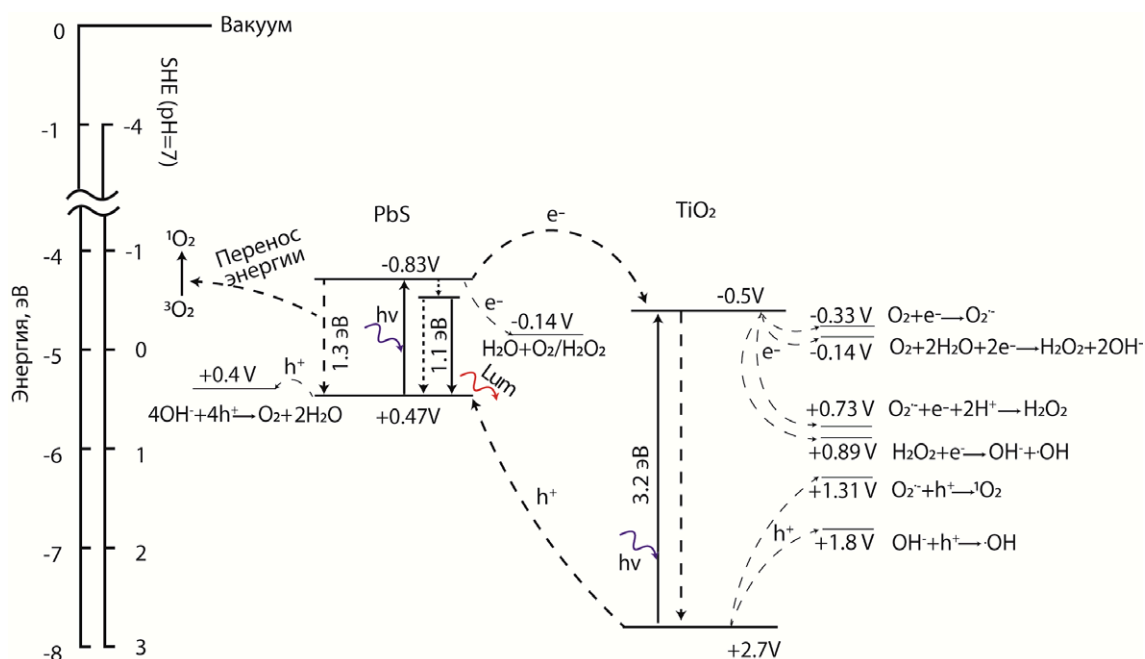 0
Вакуум
SHE (pH=7)
-1
-4
Энергия, эВ
-4
-1
-5
0
-6
1
-7
2
-8
3
PbS
TiO₂
e-
¹O₂
³O₂
Перенос
энергии
-0.83V
1.3 эВ
hν
1.1 эВ
e-
-0.14 V
H₂O+O₂/H₂O₂
Lum
+0.4V
h⁺
4OH⁻+4h⁺→O₂+2H₂O
+0.47V
h⁺
-0.5V
3.2 эВ
hν
+2.7V
e-
h⁺
-0.33 V O₂+e-→O₂·-
-0.14 V O₂+2H₂O+2e-→H₂O₂+2OH⁻
+0.73 V O₂·-+e-+2H⁺→H₂O₂
+0.89 V H₂O₂+e-→OH⁻+·OH
+1.31 V O₂·-+h⁺→¹O₂
+1.8 V OH⁻+h⁺→·OH